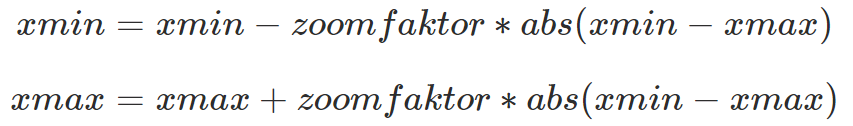 xmin = xmin − zoomfaktor ∗ abs(xmin − xmax)
xmax = xmax + zoomfaktor ∗ abs(xmin − xmax)